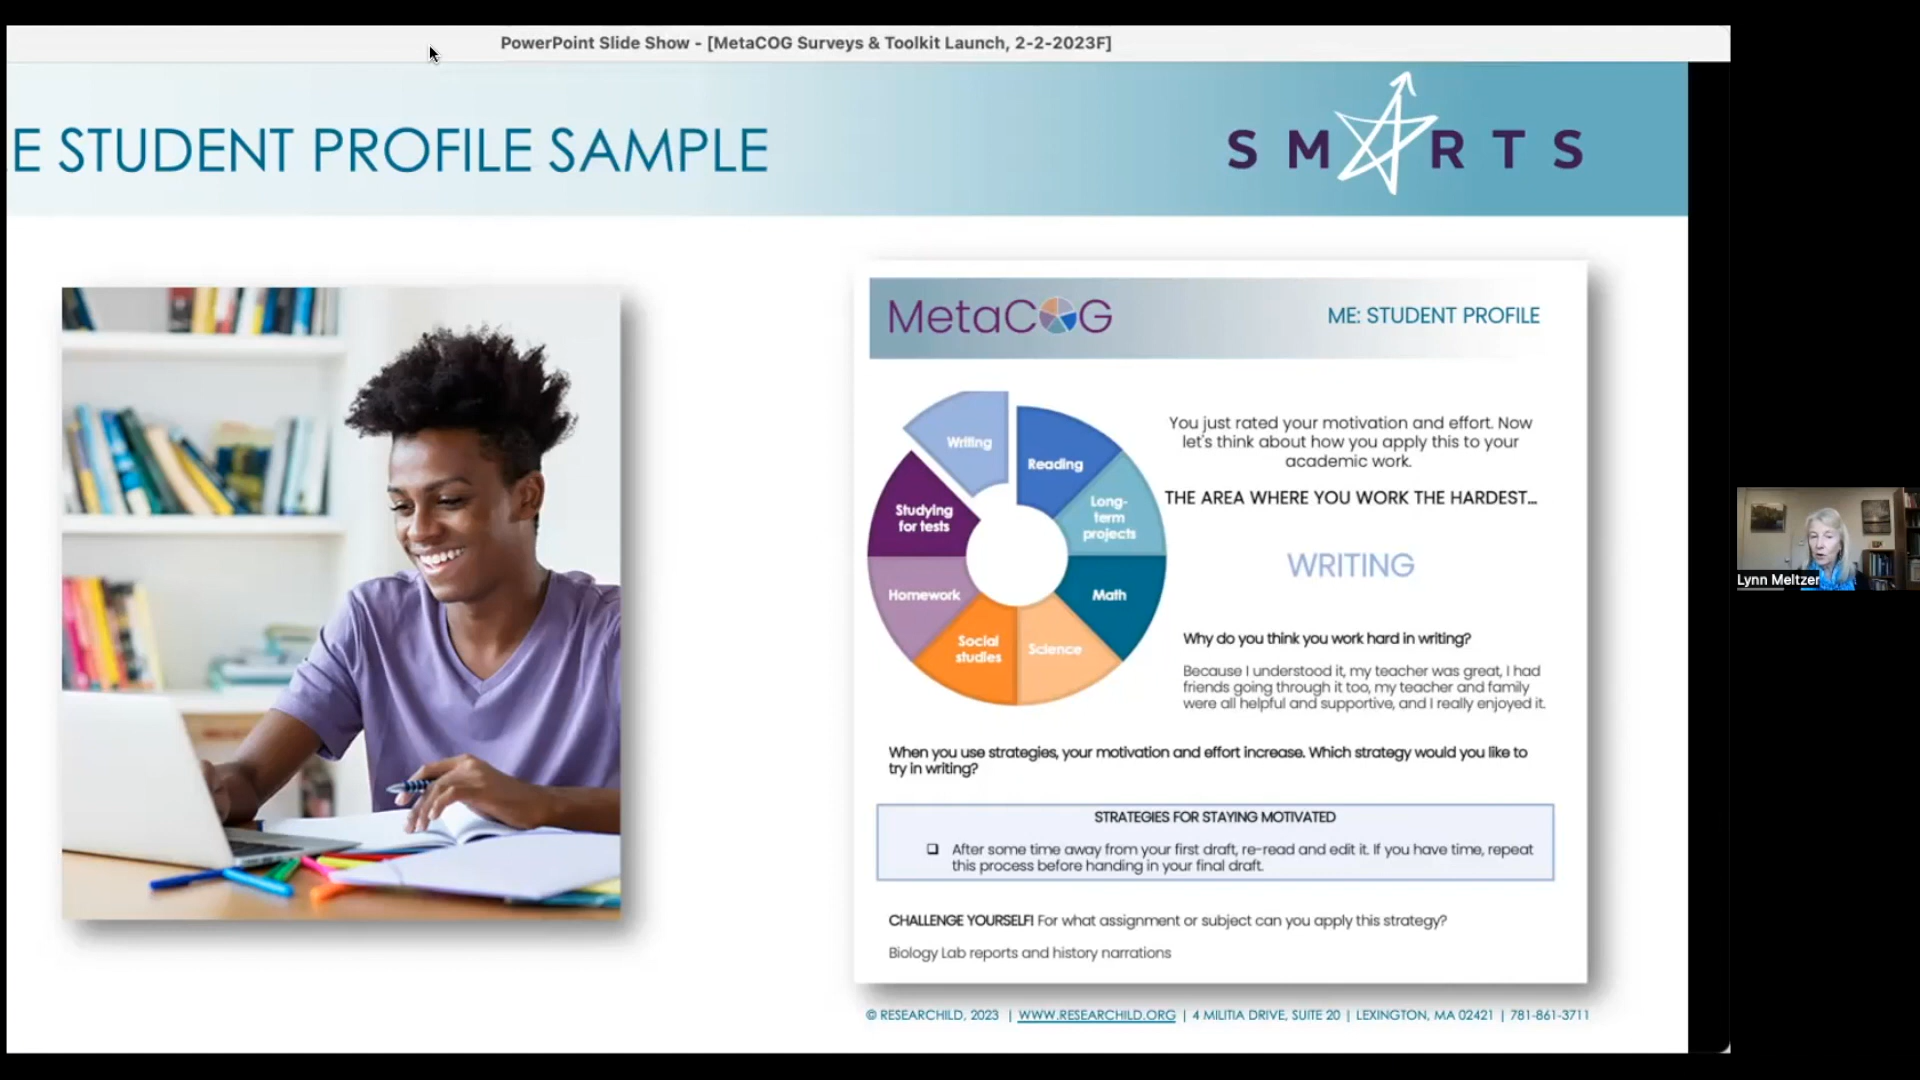 PowerPoint Slide Show - [MetaCOG Surveys & Toolkit Launch, 2-2-2023F]
E STUDENT PROFILE SAMPLE
SMARTS
MetaCOG
ME: STUDENT PROFILE
Writing
Reading
Long-
term
projects
Math
Science
Social
studies
Homework
Studying
for tests
You just rated your motivation and effort. Now
let's think about how you apply this to your
academic work.
THE AREA WHERE YOU WORK THE HARDEST...
WRITING
Why do you think you work hard in writing?
Because I understood it, my teacher was great, I had
friends going through it too, my teacher and family
were all helpful and supportive, and I really enjoyed it.
When you use strategies, your motivation and effort increase. Which strategy would you like to
try in writing?
STRATEGIES FOR STAYING MOTIVATED
❑ After some time away from your first draft, re-read and edit it. If you have time, repeat
this process before handing in your final draft.
CHALLENGE YOURSELF! For what assignment or subject can you apply this strategy?
Biology Lab reports and history narrations
© RESEARCHILD, 2023 | WWW.RESEARCHILD.ORG | 4 MILITIA DRIVE, SUITE 20 | LEXINGTON, MA 02421 | 781-861-3711
Lynn Meltzer